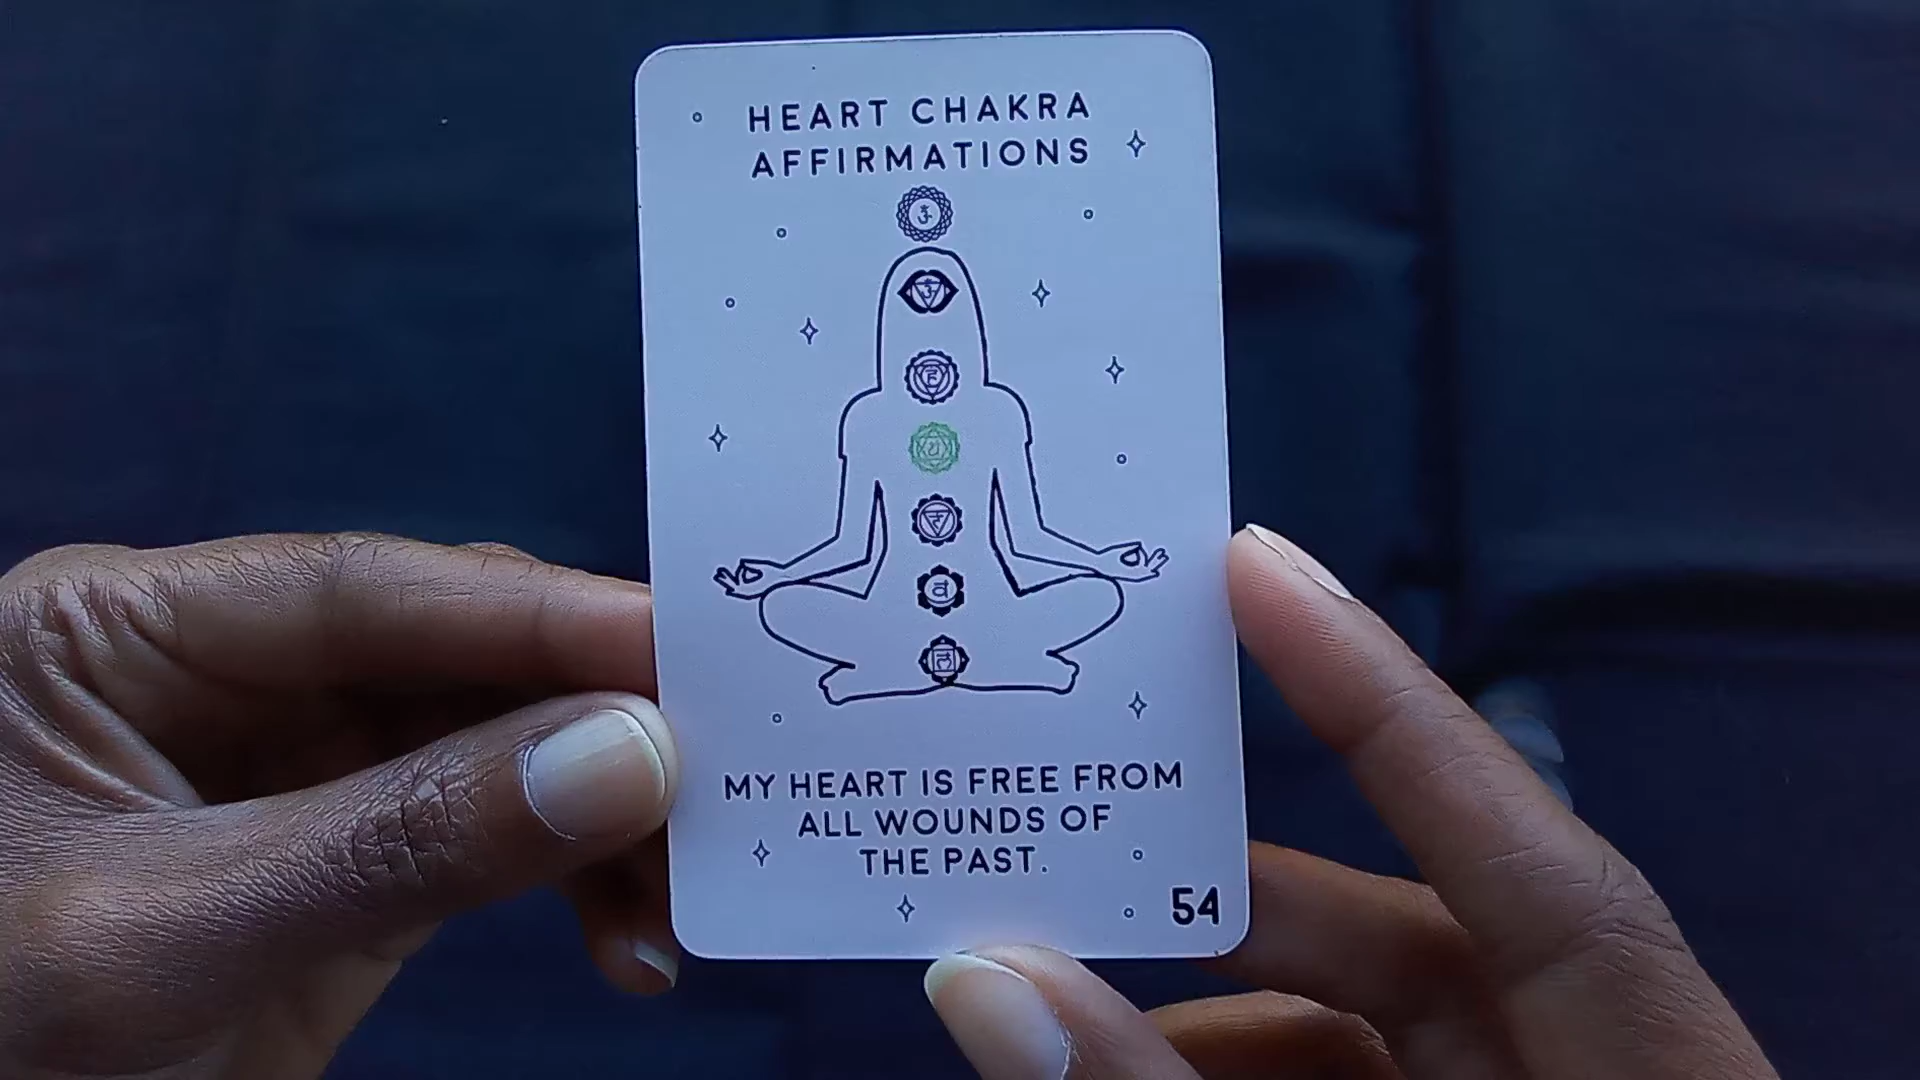 HEART CHAKRA
AFFIRMATIONS
ॐ
ॐ
हं
यं
रं
वं
लं
MY HEART IS FREE FROM
ALL WOUNDS OF
THE PAST.
54